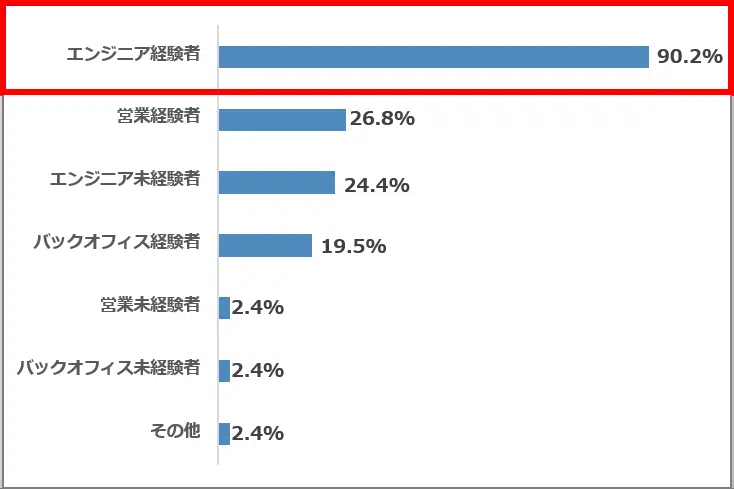 エンジニア経験者 90.2%
営業経験者 26.8%
エンジニア未経験者 24.4%
バックオフィス経験者 19.5%
営業未経験者 2.4%
バックオフィス未経験者 2.4%
その他 2.4%